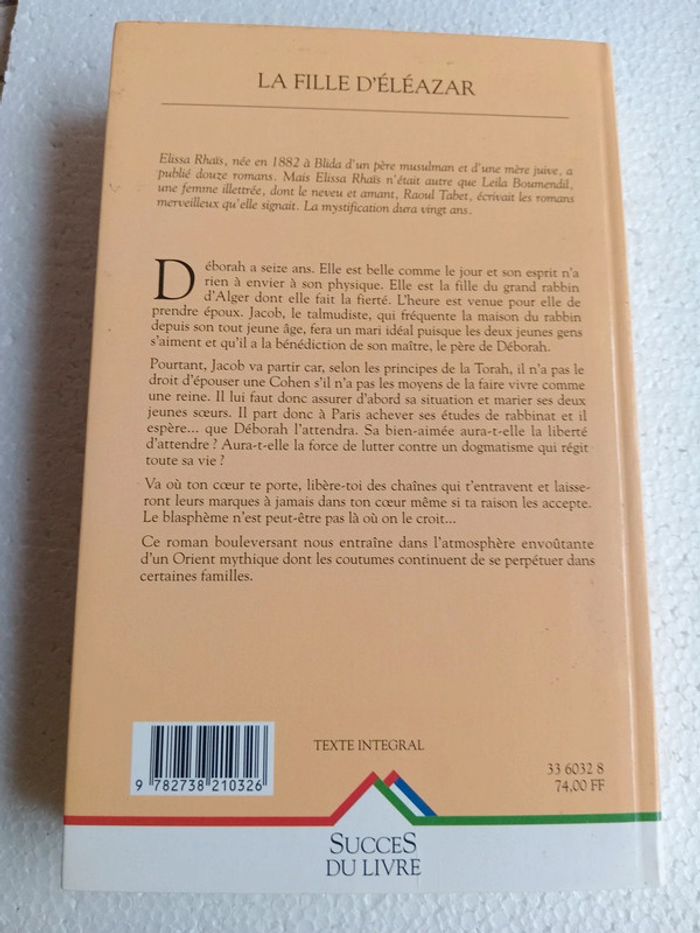 LA FILLE D'ÉLÉAZAR
Elissa Rhaïs, née en 1882 à Blida d'un père musulman et d'une mère juive, a
publié douze romans. Mais Elissa Rhaïs n'était autre que Leila Boumendil,
une femme illettrée, dont le neveu et amant, Raoul Tabet, écrivait les romans
merveilleux qu'elle signait. La mystification dura vingt ans.
Déborah a seize ans. Elle est belle comme le jour et son esprit n'a
rien à envier à son physique. Elle est la fille du grand rabbin
d'Alger dont elle fait la fierté. L'heure est venue pour elle de
prendre époux. Jacob, le talmudiste, qui fréquente la maison du rabbin
depuis son tout jeune âge, fera un mari idéal puisque les deux jeunes gens
s'aiment et qu'il a la bénédiction de son maître, le père de Déborah.
Pourtant, Jacob va partir car, selon les principes de la Torah, il n'a pas le
droit d'épouser une Cohen s'il n'a pas les moyens de la faire vivre comme
une reine. Il lui faut donc assurer d'abord sa situation et marier ses deux
jeunes sœurs. Il part donc à Paris achever ses études de rabbinat et il
espère... que Déborah l'attendra. Sa bien-aimée aura-t-elle la liberté
d'attendre ? Aura-t-elle la force de lutter contre un dogmatisme qui régit
toute sa vie ?
Va où ton cœur te porte, libère-toi des chaînes qui t'entravent et laisse-
ront leurs marques à jamais dans ton cœur même si ta raison les accepte.
Le blasphème n'est peut-être pas là où on le croit...
Ce roman bouleversant nous entraîne dans l'atmosphère envoûtante
d'un Orient mythique dont les coutumes continuent de se perpétuer dans
certaines familles.
TEXTE INTEGRAL
33 6032 8
74,00 FF
9 782738 210326
SUCCES
DU LIVRE